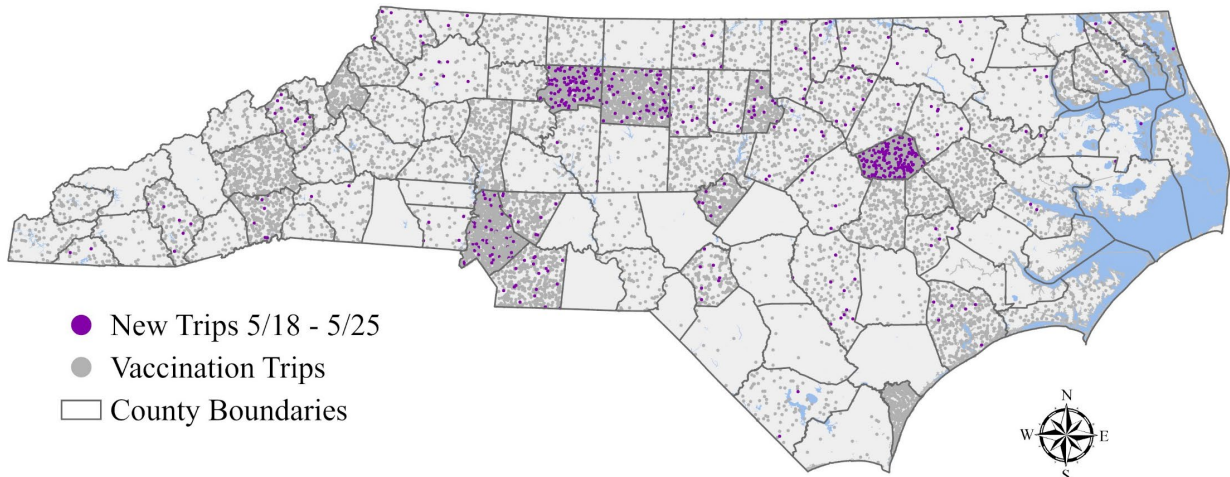 New Trips 5/18 - 5/25
Vaccination Trips
County Boundaries
N
W E
S